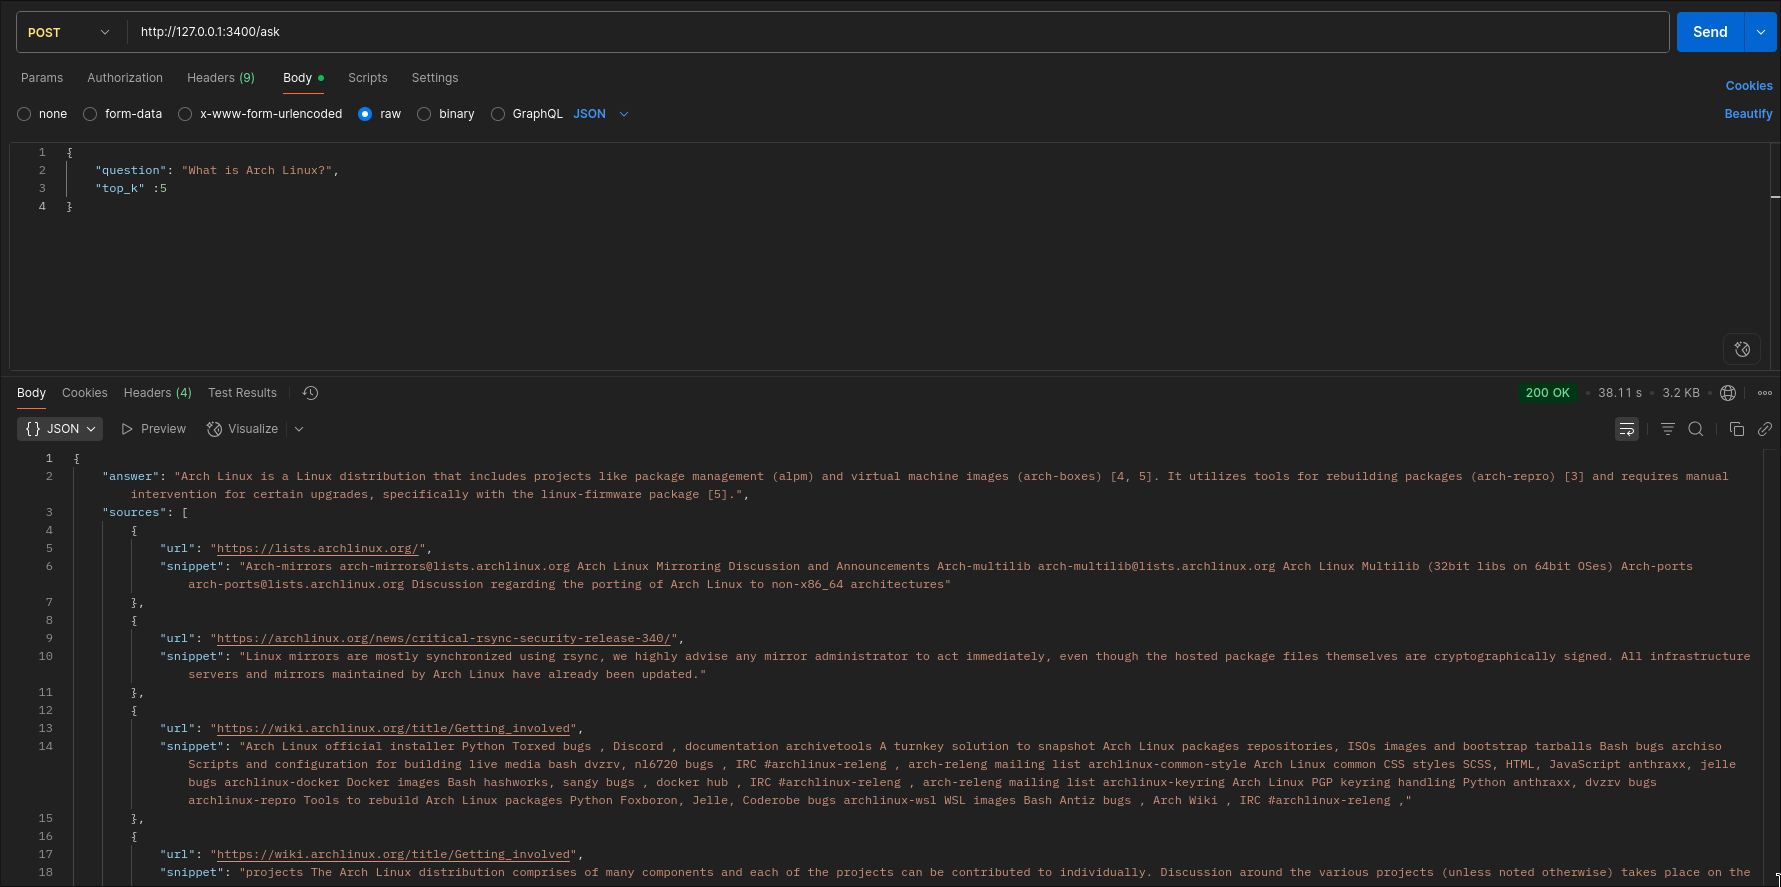 POST http://127.0.0.1:3400/ask Send
Params Authorization Headers (9) Body Scripts Settings Cookies
none form-data x-www-form-urlencoded raw binary GraphQL JSON Beautify
1 {
2 "question": "What is Arch Linux?",
3 "top_k" :5
4 }
Body Cookies Headers (4) Test Results 200 OK 38.11 s 3.2 KB
{} JSON Preview Visualize
1 {
2 "answer": "Arch Linux is a Linux distribution that includes projects like package management (alpm) and virtual machine images (arch-boxes) [4, 5]. It utilizes tools for rebuilding packages (arch-repro) [3] and requires manual
intervention for certain upgrades, specifically with the linux-firmware package [5].",
3 "sources": [
4 {
5 "url": "https://lists.archlinux.org/",
6 "snippet": "Arch-mirrors arch-mirrors@lists.archlinux.org Arch Linux Mirroring Discussion and Announcements Arch-multilib arch-multilib@lists.archlinux.org Arch Linux Multilib (32bit libs on 64bit OSes) Arch-ports
arch-ports@lists.archlinux.org Discussion regarding the porting of Arch Linux to non-x86_64 architectures"
7 },
8 {
9 "url": "https://archlinux.org/news/critical-rsync-security-release-340/",
10 "snippet": "Linux mirrors are mostly synchronized using rsync, we highly advise any mirror administrator to act immediately, even though the hosted package files themselves are cryptographically signed. All infrastructure
servers and mirrors maintained by Arch Linux have already been updated."
11 },
12 {
13 "url": "https://wiki.archlinux.org/title/Getting_involved",
14 "snippet": "Arch Linux official installer Python Torxed bugs , Discord , documentation archivetools A turnkey solution to snapshot Arch Linux packages repositories, ISOs images and bootstrap tarballs Bash bugs archiso
Scripts and configuration for building live media bash dvzrv, nl6720 bugs , IRC #archlinux-releng , arch-releng mailing list archlinux-common-style Arch Linux common CSS styles SCSS, HTML, JavaScript anthraxx, jelle
bugs archlinux-docker Docker images Bash hashworks, sangy bugs , docker hub , IRC #archlinux-releng , arch-releng mailing list archlinux-keyring Arch Linux PGP keyring handling Python anthraxx, dvzrv bugs
archlinux-repro Tools to rebuild Arch Linux packages Python Foxboron, Jelle, Coderobe bugs archlinux-wsl WSL images Bash Antiz bugs , Arch Wiki , IRC #archlinux-releng ,"
15 },
16 {
17 "url": "https://wiki.archlinux.org/title/Getting_involved",
18 "snippet": "projects The Arch Linux distribution comprises of many components and each of the projects can be contributed to individually. Discussion around the various projects (unless noted otherwise) takes place on the